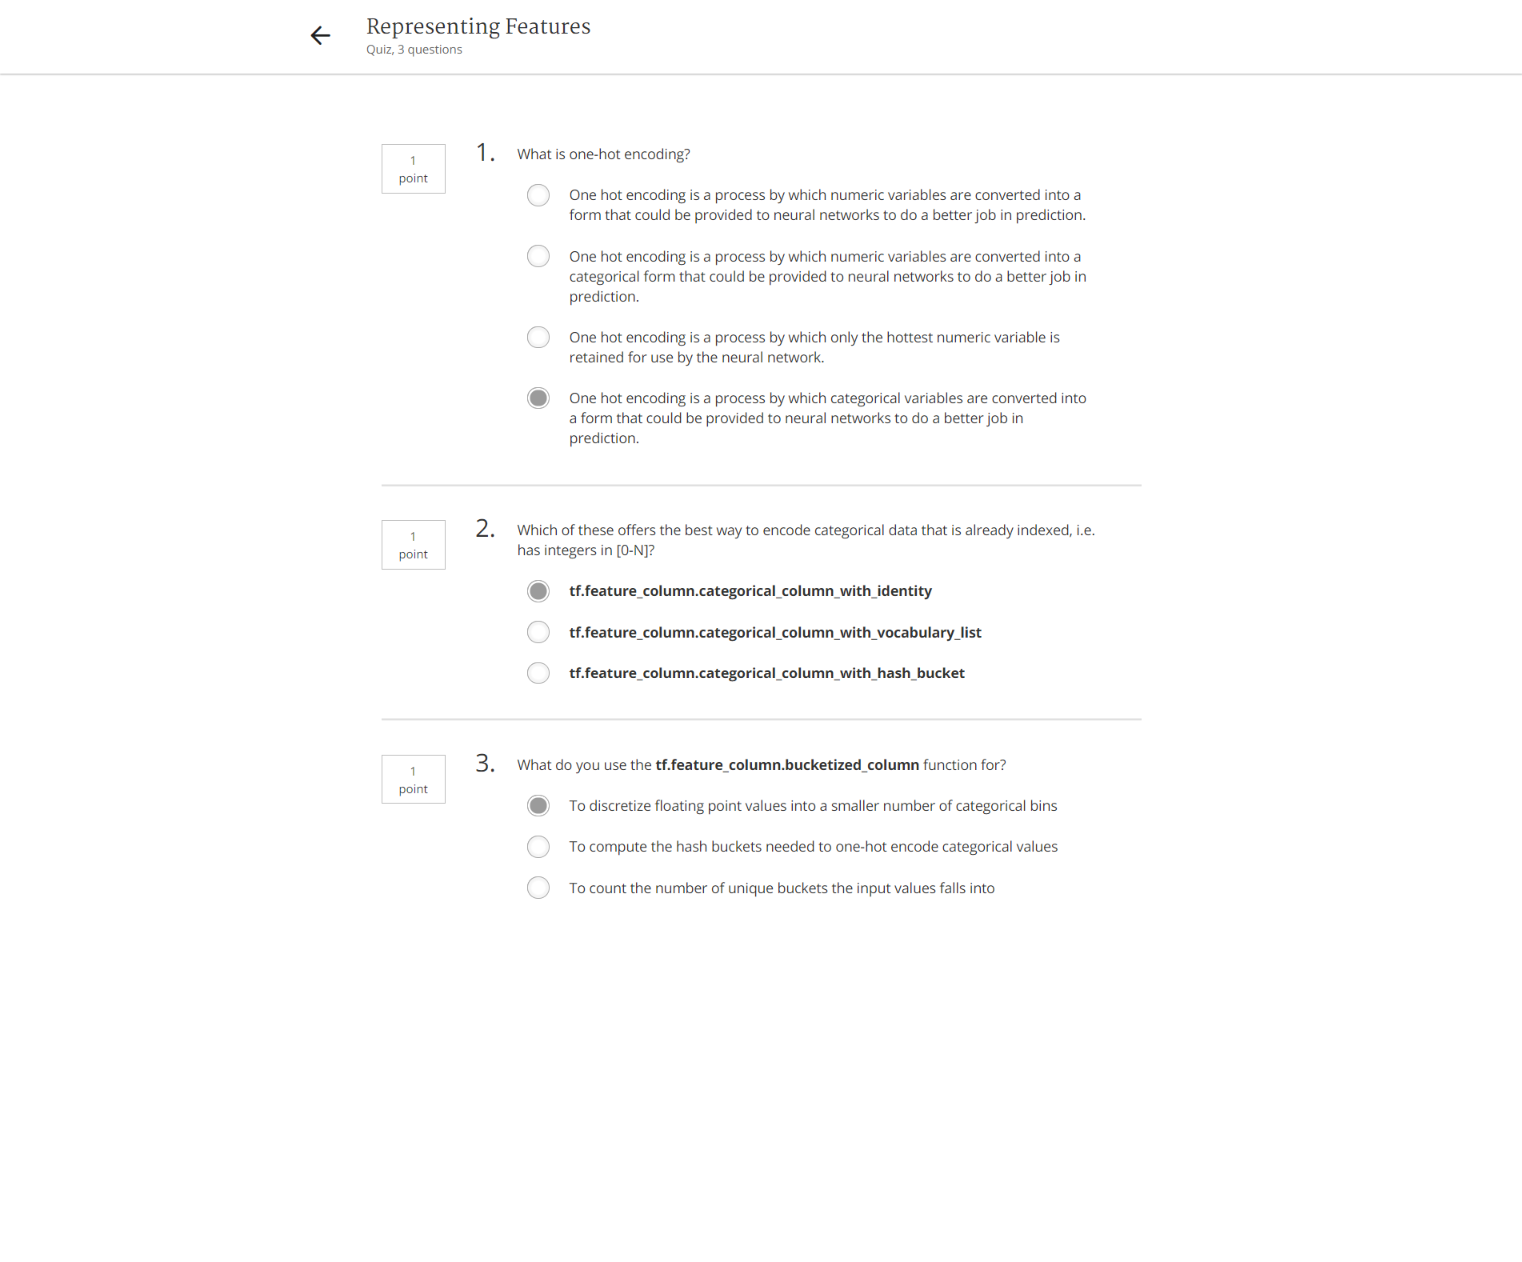 Representing Features
Quiz, 3 questions
1
point
1.
What is one-hot encoding?
One hot encoding is a process by which numeric variables are converted into a
form that could be provided to neural networks to do a better job in prediction.
One hot encoding is a process by which numeric variables are converted into a
categorical form that could be provided to neural networks to do a better job in
prediction.
One hot encoding is a process by which only the hottest numeric variable is
retained for use by the neural network.
One hot encoding is a process by which categorical variables are converted into
a form that could be provided to neural networks to do a better job in
prediction.
1
point
2.
Which of these offers the best way to encode categorical data that is already indexed, i.e.
has integers in [0-N]?
tf.feature_column.categorical_column_with_identity
tf.feature_column.categorical_column_with_vocabulary_list
tf.feature_column.categorical_column_with_hash_bucket
1
point
3.
What do you use the tf.feature_column.bucketized_column function for?
To discretize floating point values into a smaller number of categorical bins
To compute the hash buckets needed to one-hot encode categorical values
To count the number of unique buckets the input values falls into